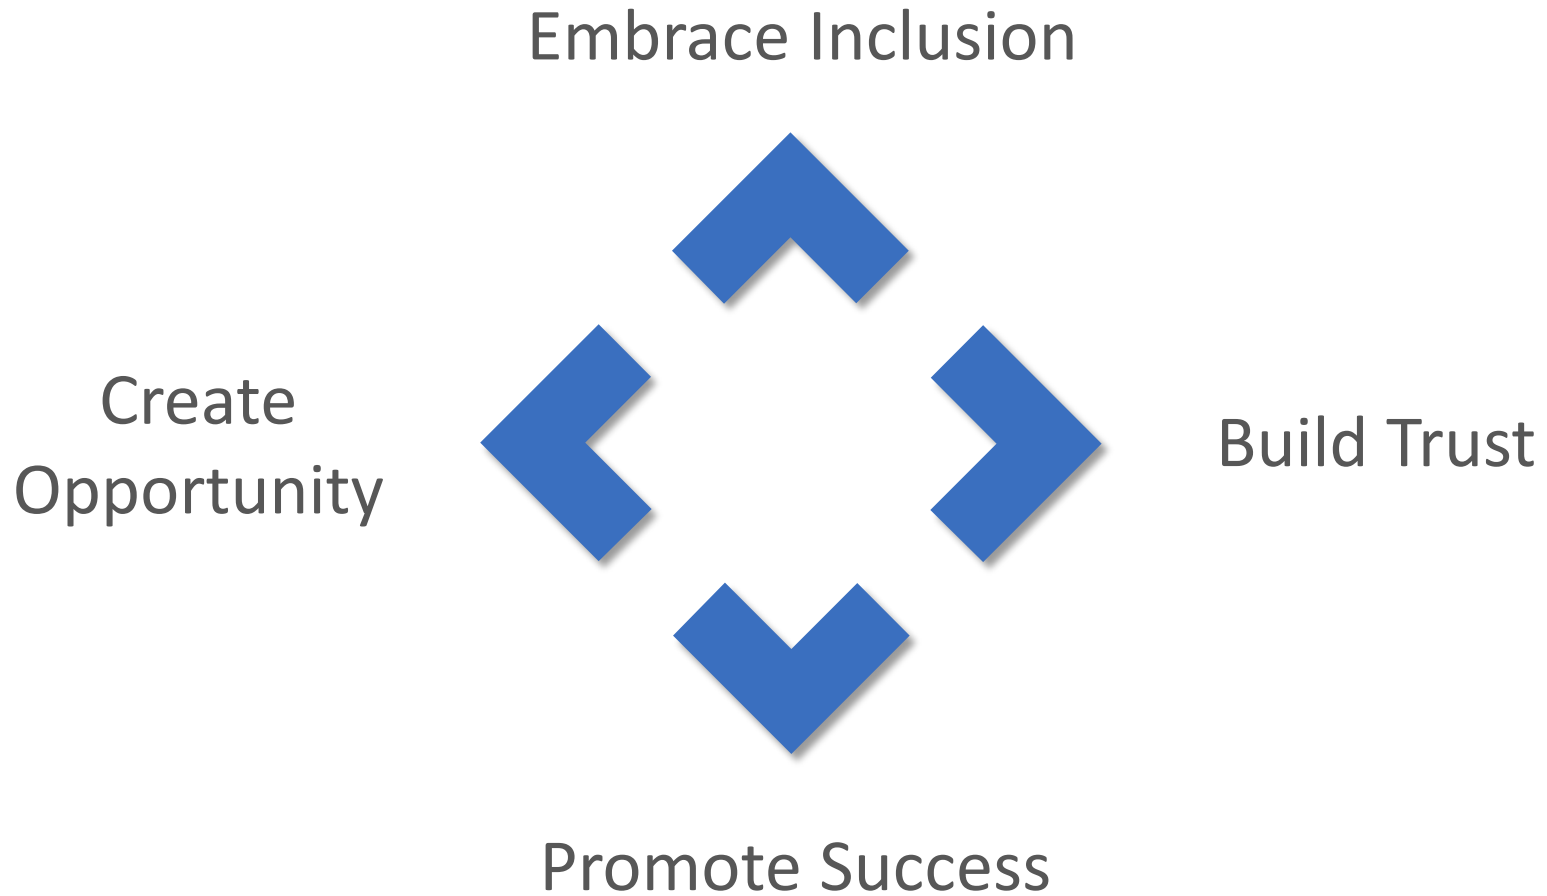 Embrace Inclusion
Create
Opportunity
Build Trust
Promote Success